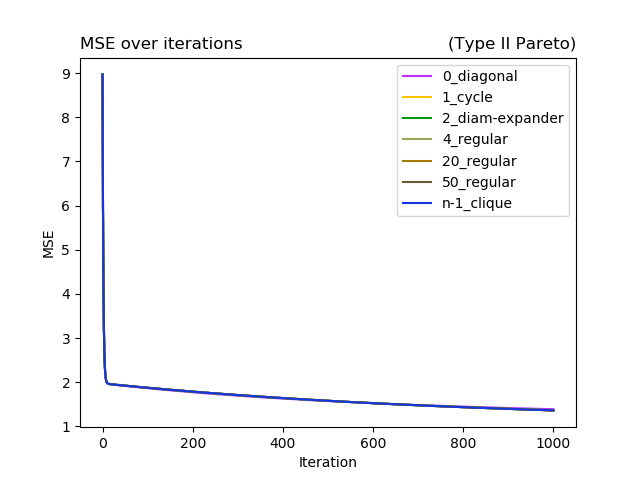 MSE over iterations (Type II Pareto)
9
8
7
6
5
4
3
2
1
MSE
0_diagonal
1_cycle
2_diam-expander
4_regular
20_regular
50_regular
n-1_clique
0 200 400 600 800 1000
Iteration